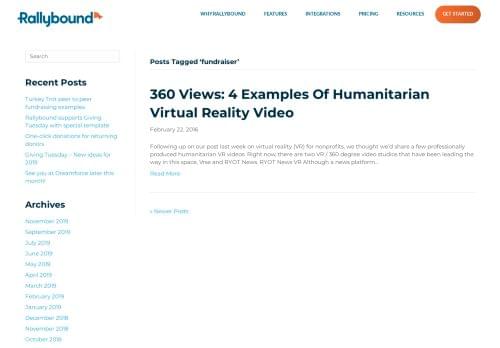 Rallybound
WHY RALLYBOUND
FEATURES
INTEGRATIONS
PRICING
RESOURCES
GET STARTED
Search
Recent Posts
Turkey Trot peer to peer
fundraising examples
Rallybound supports Giving
Tuesday with special template
One-click donations for returning
donors
Giving Tuesday – New ideas for
2019
See you at Dreamforce later this
month!
Archives
November 2019
September 2019
July 2019
June 2019
May 2019
April 2019
March 2019
February 2019
January 2019
December 2018
November 2018
October 2018
Posts Tagged ‘fundraiser’
360 Views: 4 Examples Of Humanitarian
Virtual Reality Video
February 22, 2016
Following up on our post last week on virtual reality (VR) for nonprofits, we thought we'd share a few professionally
produced humanitarian VR videos. Right now, there are two VR / 360 degree video studios that have been leading the
way in this space, Vrse and RYOT News. RYOT News VR Although a news platform…
Read More
« Newer Posts